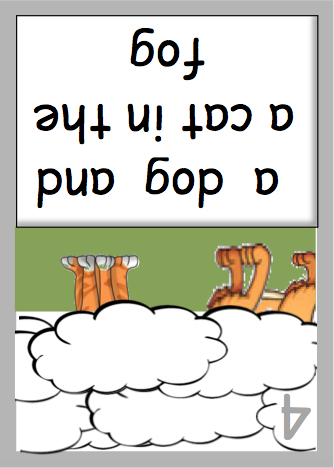 a dog and
a cat in the
fog
4